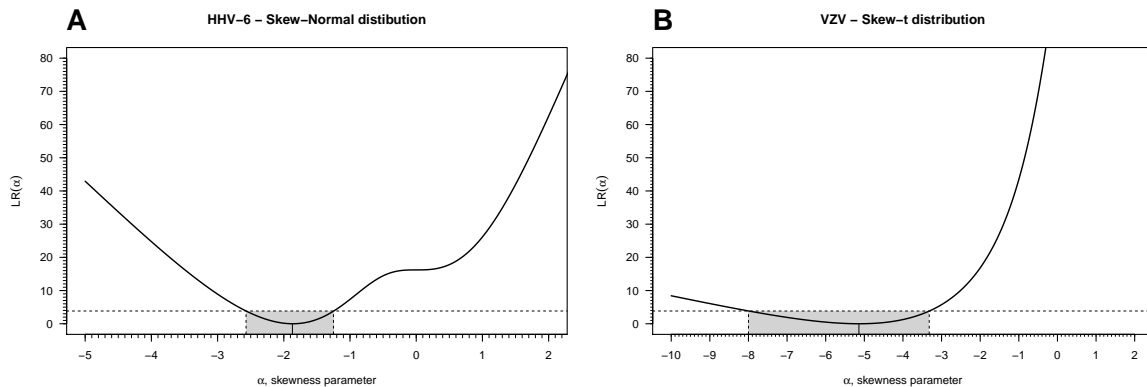 A
HHV−6 − Skew−Normal distibution
80
70
60
50
40
30
20
10
0
LR(α)
−5 −4 −3 −2 −1 0 1 2
α, skewness parameter
B
VZV − Skew−t distribution
80
70
60
50
40
30
20
10
0
LR(α)
−10 −9 −8 −7 −6 −5 −4 −3 −2 −1 0 1 2
α, skewness parameter